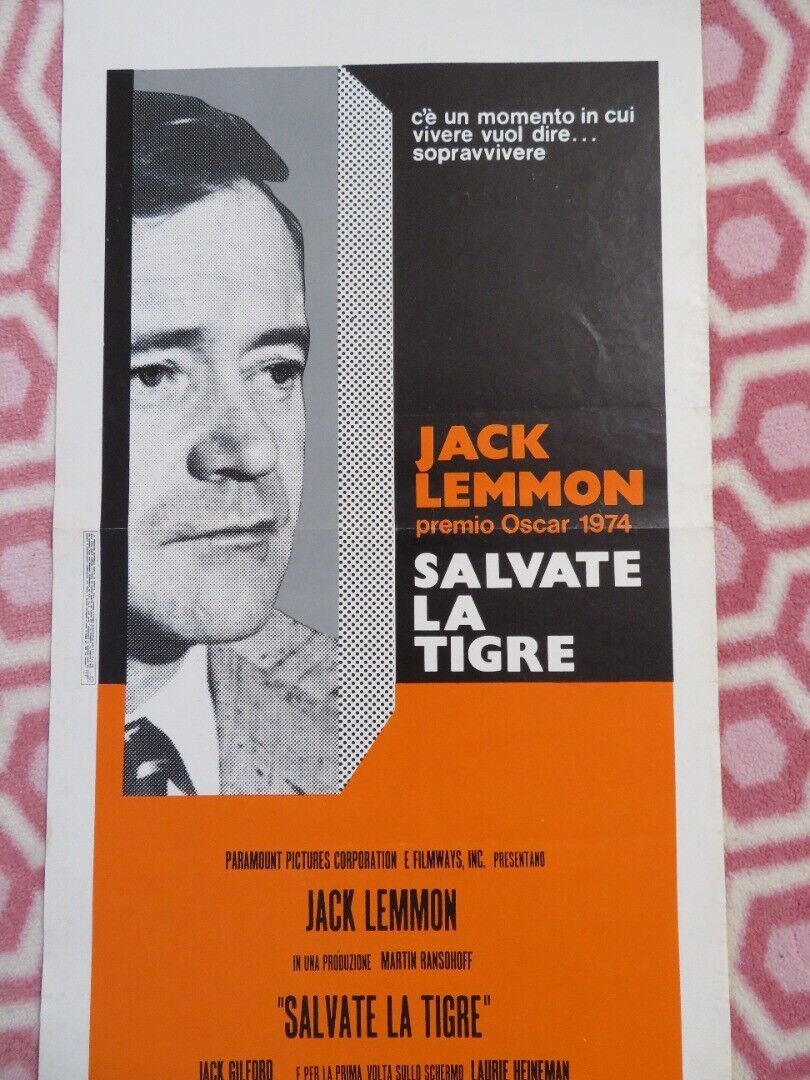 c'è un momento in cui
vivere vuol dire...
sopravvivere
JACK
LEMMON
premio Oscar 1974
SALVATE
LA
TIGRE
PARAMOUNT PICTURES CORPORATION E FILMWAYS, INC. PRESENTANO
JACK LEMMON
IN UNA PRODUZIONE MARTIN RANSOHOFF
"SALVATE LA TIGRE"
JACK GILFORD E PER LA PRIMA VOLTA SULLO SCHERMO LAURIE HEINEMAN